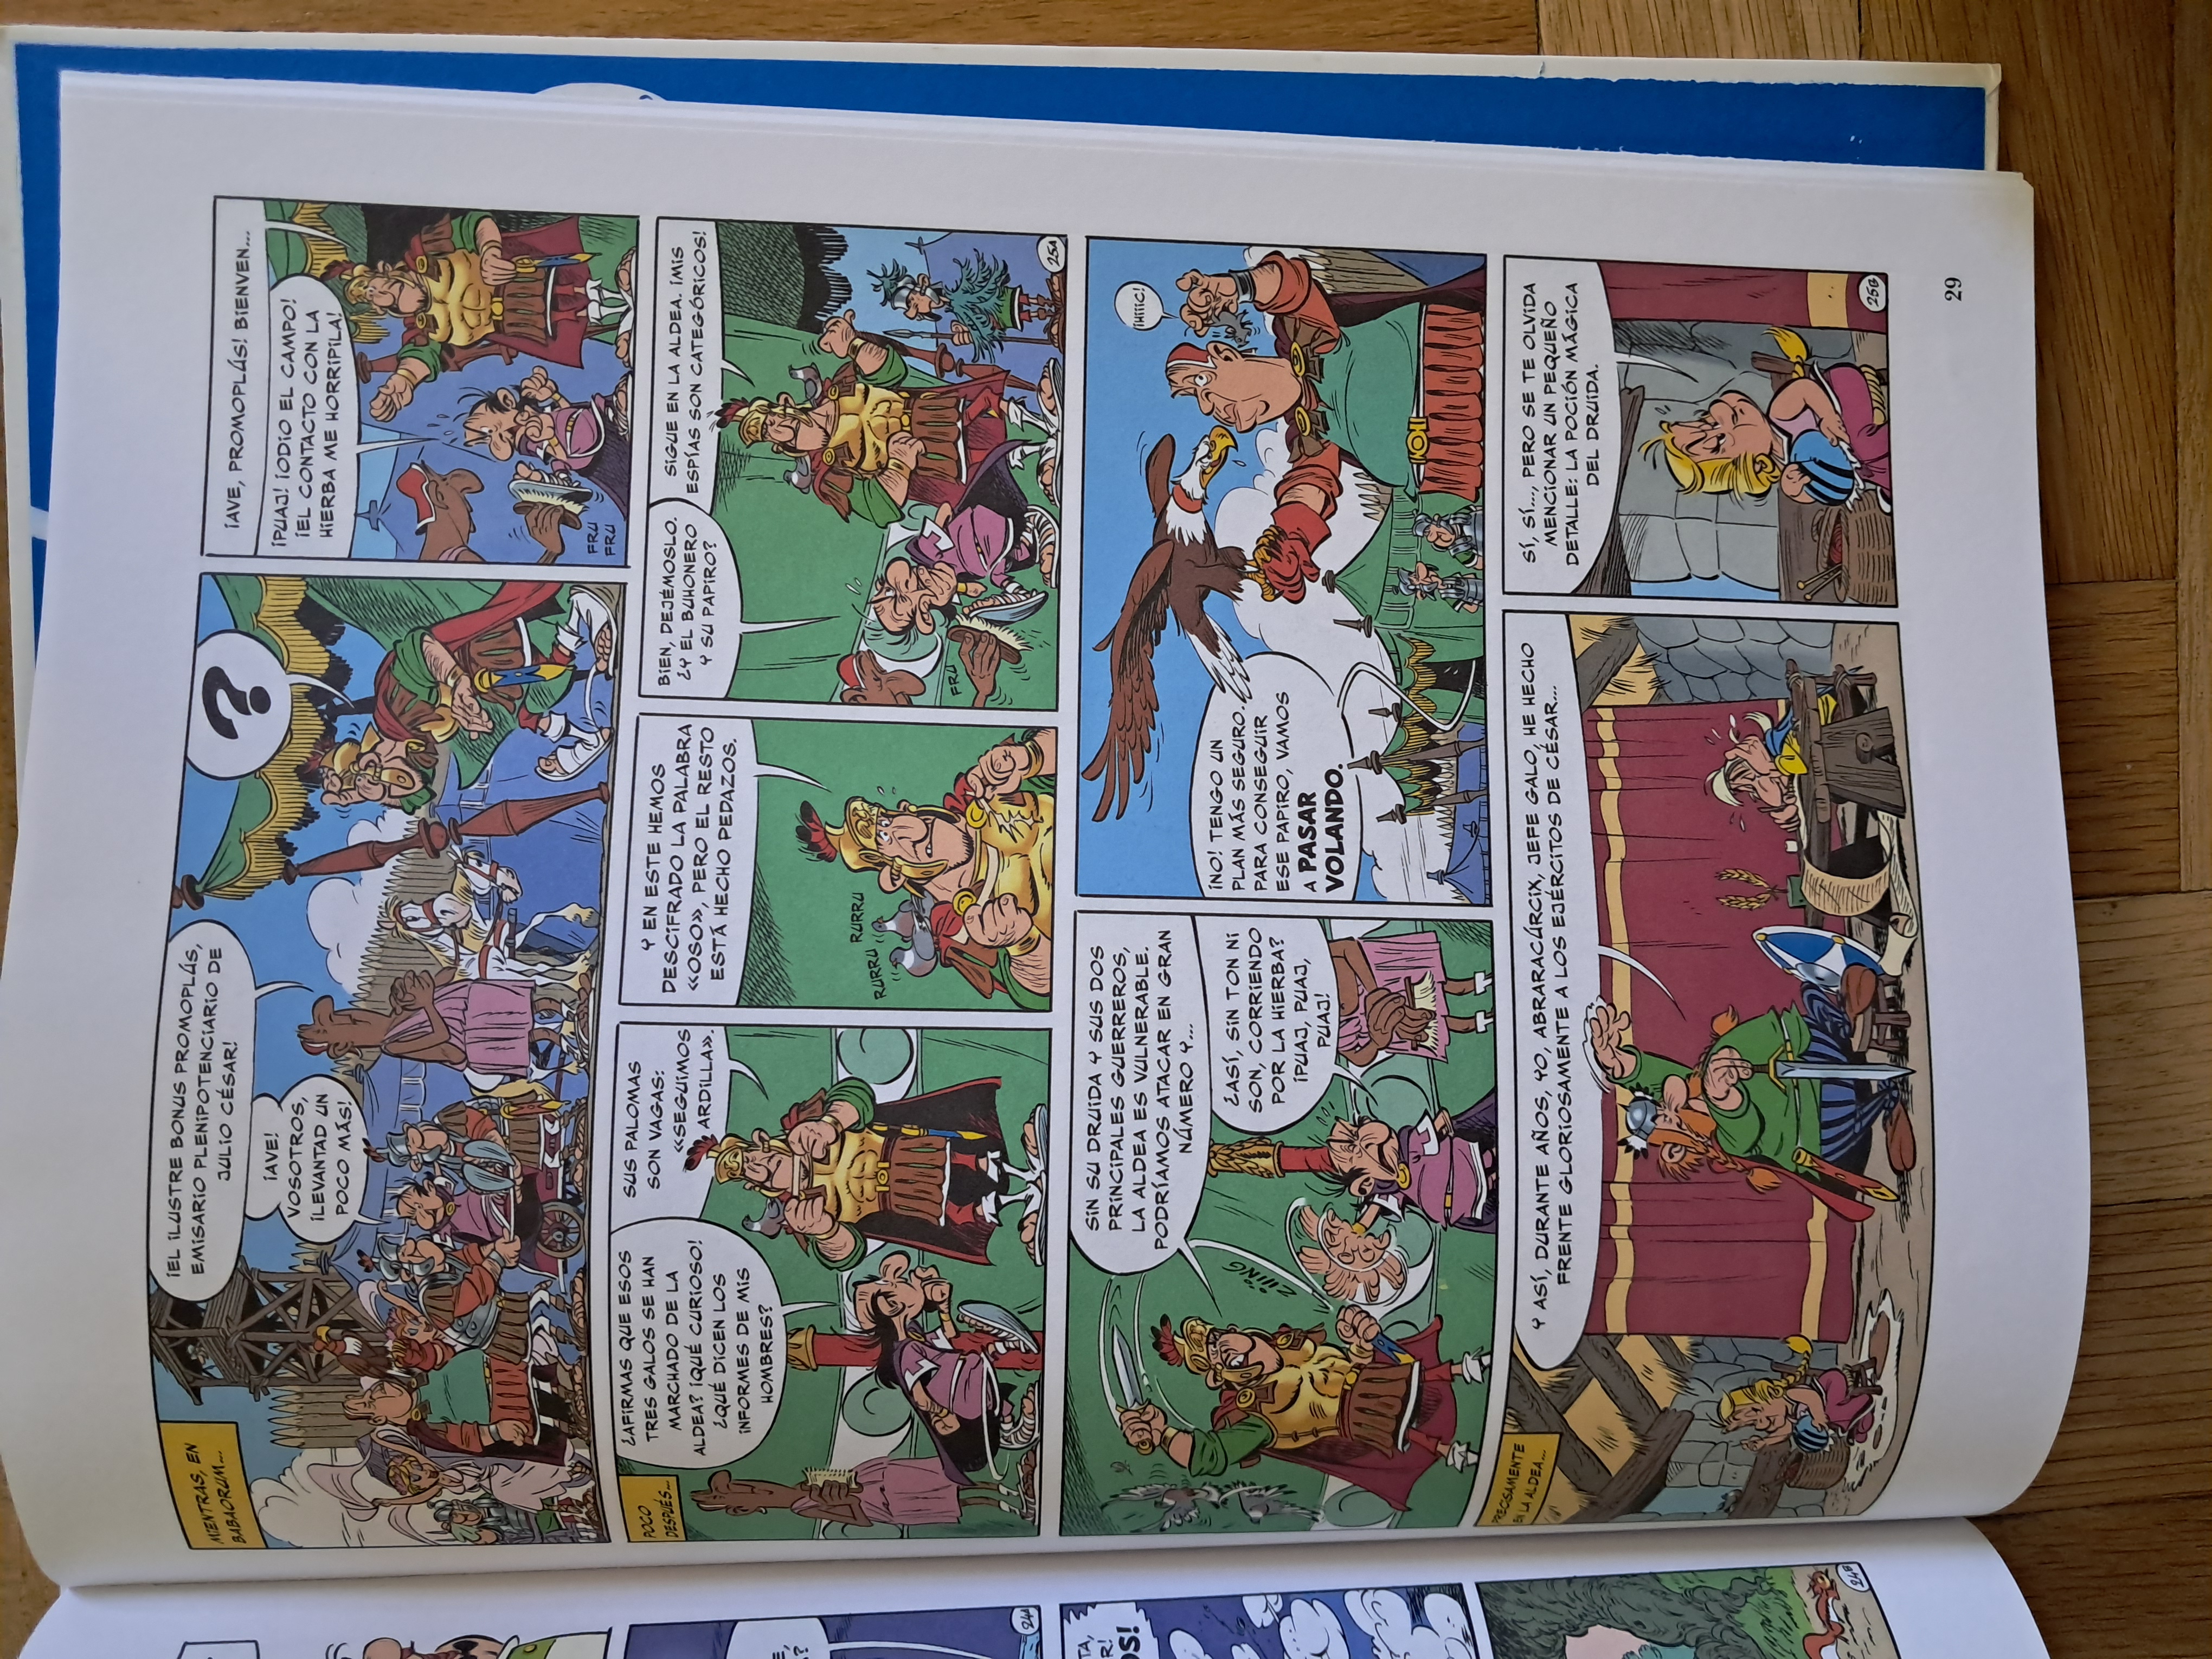 MIENTRAS, EN
BABAORUM...
¡EL ILUSTRE BONUS PROMOPLÚS,
EMISARIO PLENIPOTENCIARIO DE
JULIO CÉSAR!
¡AVE!
VOSOTROS,
¡LEVANTAD UN
POCO MÁS!
?
¡AVE, PROMOPLÚS! BIENVEN...
¡PUAJ! ¡ODIO EL CAMPO!
¡EL CONTACTO CON LA
HIERBA ME HORRIPILA!
FRU
FRU
POCO
DESPUÉS...
¿AFIRMAS QUE ESOS
TRES GALOS SE HAN
MARCHADO DE LA
ALDEA? ¡QUÉ CURIOSO!
¿QUÉ DICEN LOS
INFORMES DE MIS
HOMBRES?
SUS PALOMAS
SON VAGAS:
«SEGUIMOS
ARDILLA».
Y EN ESTE HEMOS
DESCIFRADO LA PALABRA
«OSO», PERO EL RESTO
ESTÁ HECHO PEDAZOS.
RURRU
RURRU
BIEN, DEJÉMOSLO.
¿Y EL BUHONERO
Y SU PAPIRO?
SIGUE EN LA ALDEA. ¡MIS
ESPÍAS SON CATEGÓRICOS!
FRU
25A
SIN SU DRUIDA Y SUS DOS
PRINCIPALES GUERREROS,
LA ALDEA ES VULNERABLE.
PODRÍAMOS ATACAR EN GRAN
NÚMERO Y...
ZIIING
¿ASÍ, SIN TON NI
SON, CORRIENDO
POR LA HIERBA?
¡PUAJ, PUAJ,
PUAJ!
¡NO! TENGO UN
PLAN MÁS SEGURO.
PARA CONSEGUIR
ESE PAPIRO, VAMOS
A PASAR
VOLANDO.
¡HIIIC!
PRECISAMENTE
EN LA ALDEA...
Y ASÍ, DURANTE AÑOS, YO, ABRARACÚRCIX, JEFE GALO, HE HECHO
FRENTE GLORIOSAMENTE A LOS EJÉRCITOS DE CÉSAR...
SÍ, SÍ..., PERO SE TE OLVIDA
MENCIONAR UN PEQUEÑO
DETALLE: LA POCIÓN MÁGICA
DEL DRUIDA.
25B
29
24A
24B